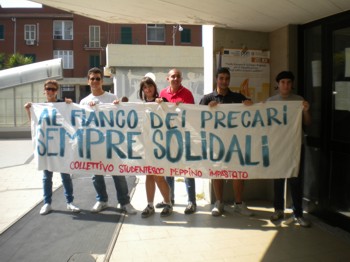 AL FIANCO DEI PRECARI
SEMPRE SOLIDALI
COLLETTIVO STUDENTESCO PEPPINO IMPASTATO